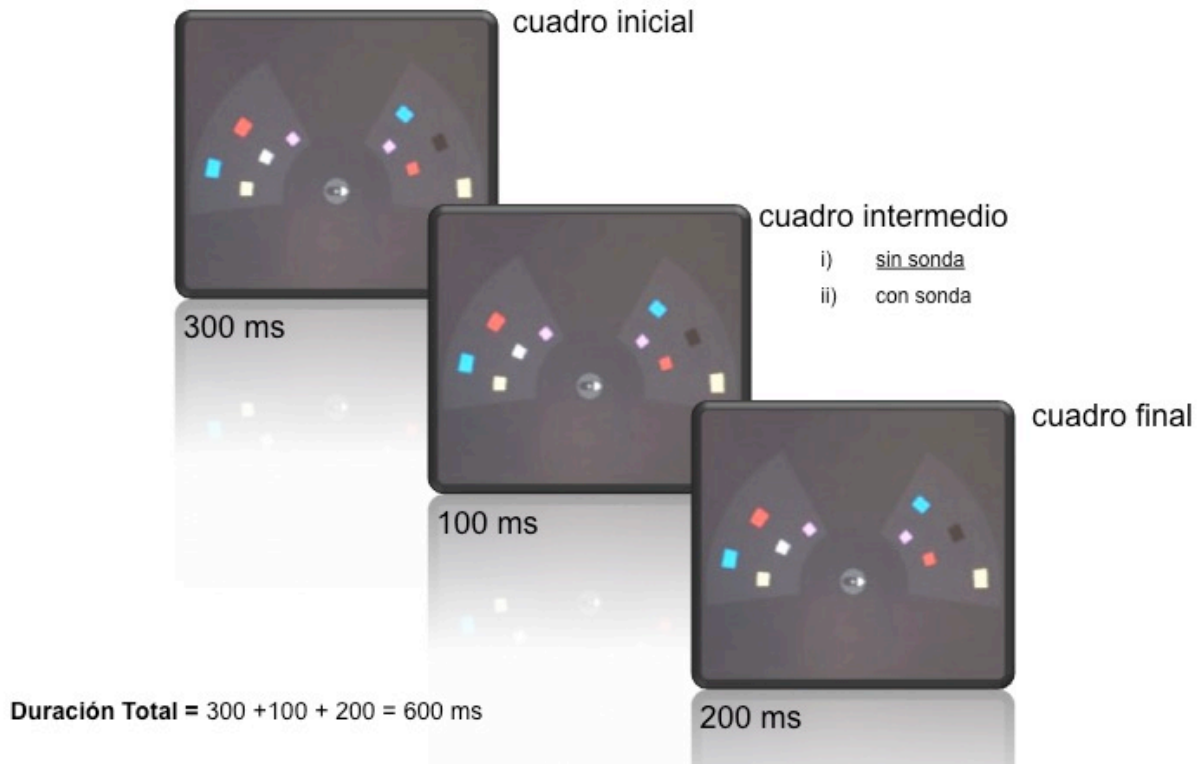 cuadro inicial
300 ms
cuadro intermedio
i) sin sonda
ii) con sonda
100 ms
cuadro final
200 ms
Duración Total = 300 +100 + 200 = 600 ms